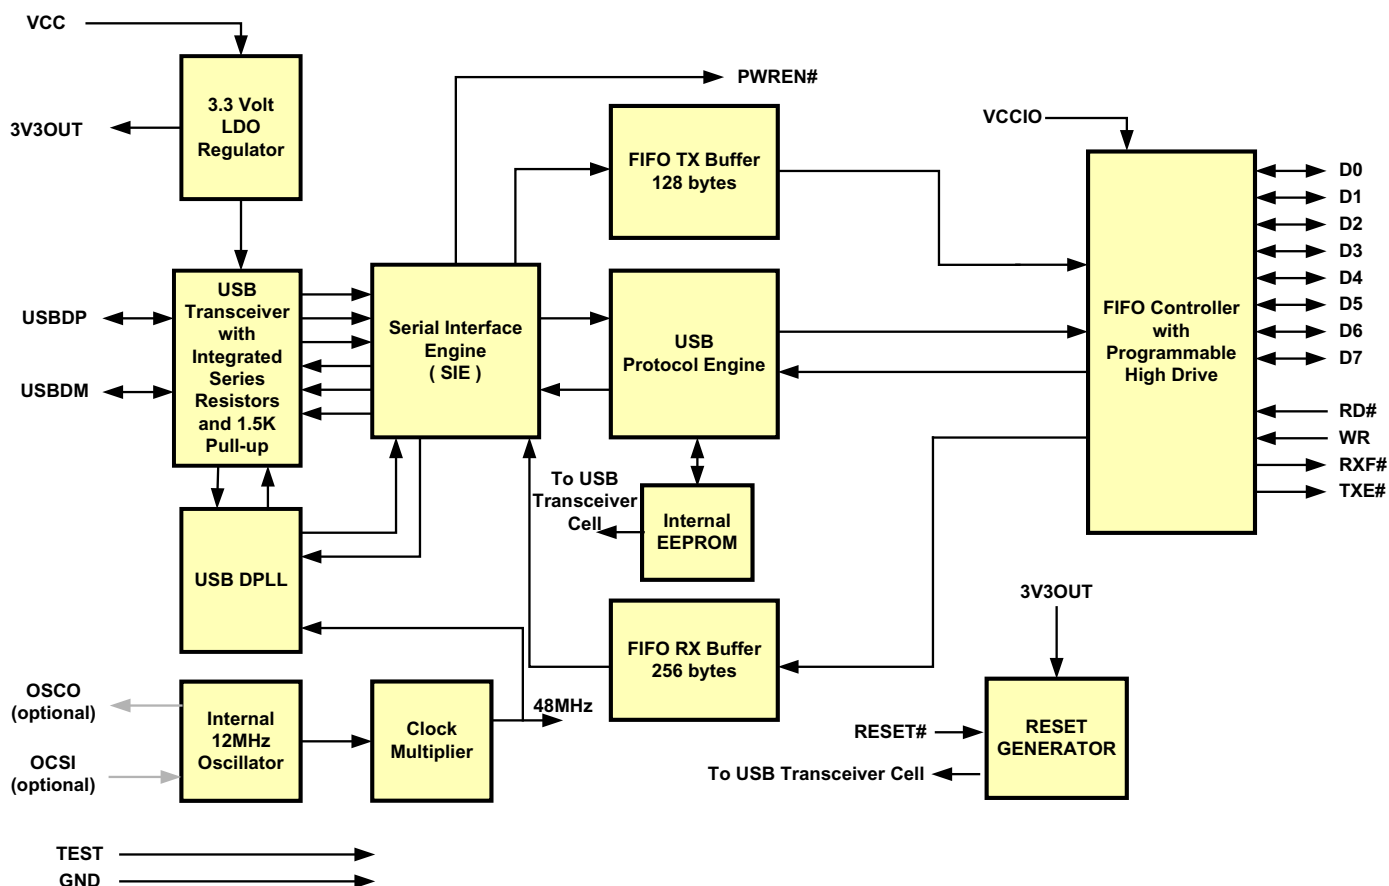 VCC
3.3 Volt
LDO
Regulator
3V3OUT
PWREN#
FIFO TX Buffer
128 bytes
VCCIO
USB
Transceiver
with
Integrated
Series
Resistors
and 1.5K
Pull-up
USBDP
USBDM
Serial Interface
Engine
( SIE )
USB
Protocol Engine
FIFO Controller
with
Programmable
High Drive
D0
D1
D2
D3
D4
D5
D6
D7
RD#
WR
RXF#
TXE#
To USB
Transceiver
Cell
Internal
EEPROM
USB DPLL
FIFO RX Buffer
256 bytes
3V3OUT
OSCO
(optional)
OCSI
(optional)
Internal
12MHz
Oscillator
Clock
Multiplier
48MHz
RESET#
RESET
GENERATOR
To USB Transceiver Cell
TEST
GND